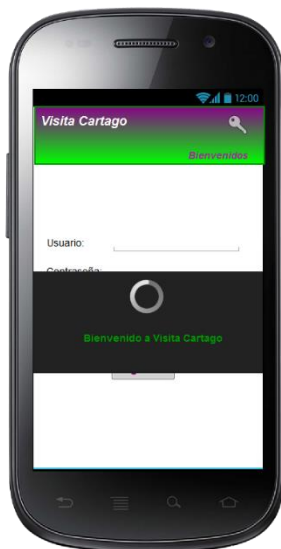 12:00
Visita Cartago
Bienvenidos
Usuario:
Contraseña:
Bienvenido a Visita Cartago